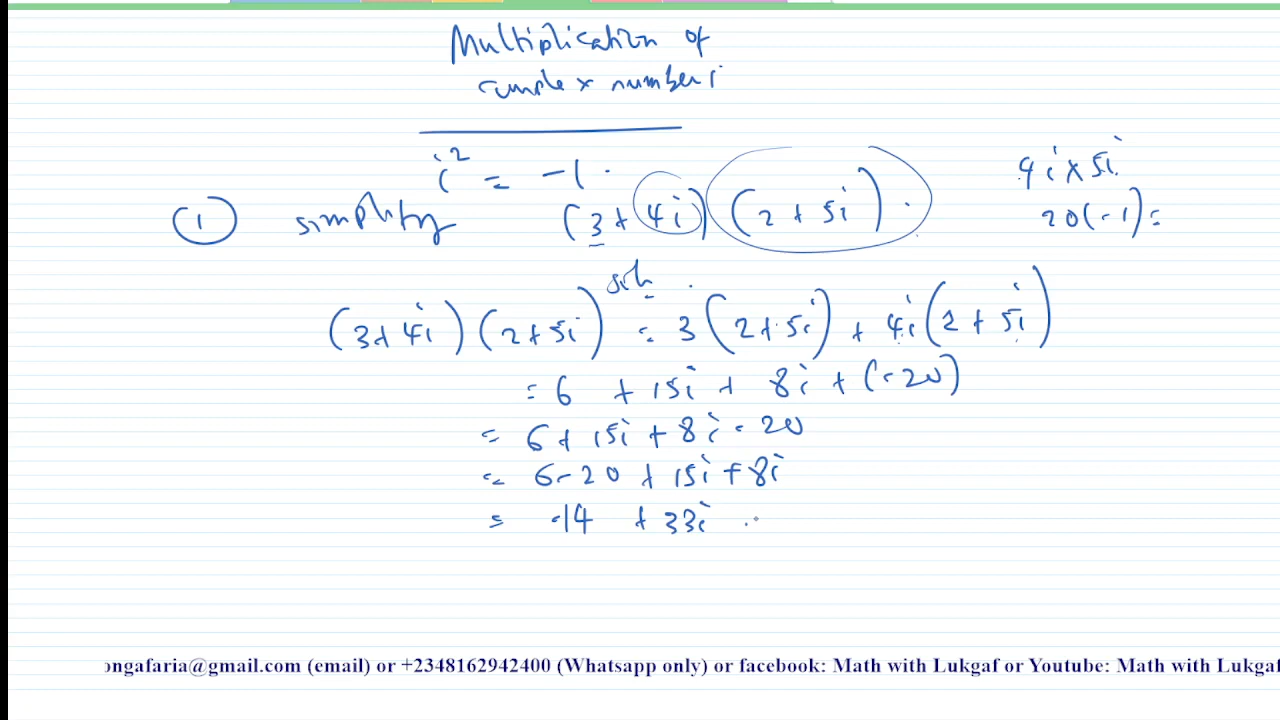 Multiplication of
complex numbers
i² = -1.
(1) simplify (3 + 4i) (2 + 5i).
4i x 5i
20(-1) =
soln.
(3 + 4i) (2 + 5i) = 3 (2 + 5i) + 4i (2 + 5i)
= 6 + 15i + 8i + (-20)
= 6 + 15i + 8i - 20
= 6 - 20 + 15i + 8i
= -14 + 33i
ongafaria@gmail.com (email) or +2348162942400 (Whatsapp only) or facebook: Math with Lukgaf or Youtube: Math with Lukgaf